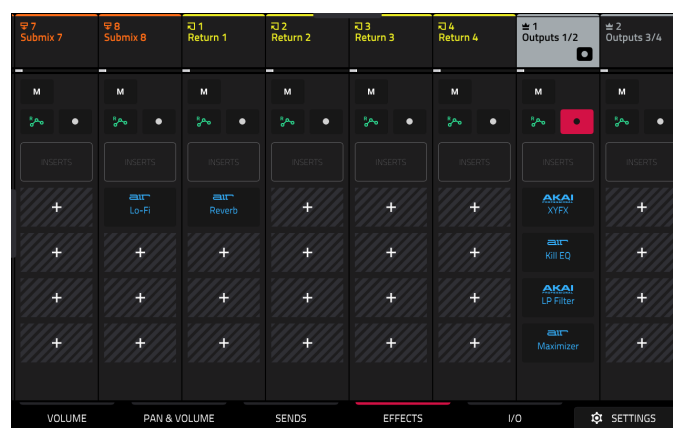 7
Submix 7
8
Submix 8
1
Return 1
2
Return 2
3
Return 3
4
Return 4
1
Outputs 1/2
2
Outputs 3/4
M M M M M M M M
R R R R R R R R
INSERTS INSERTS INSERTS INSERTS INSERTS INSERTS INSERTS INSERTS
+ air Lo-Fi air Reverb + + + AKAI PROFESSIONAL XYFX +
+ + + + + + air Kill EQ +
+ + + + + + AKAI PROFESSIONAL LP Filter +
+ + + + + + air Maximizer +
VOLUME PAN & VOLUME SENDS EFFECTS I/O SETTINGS